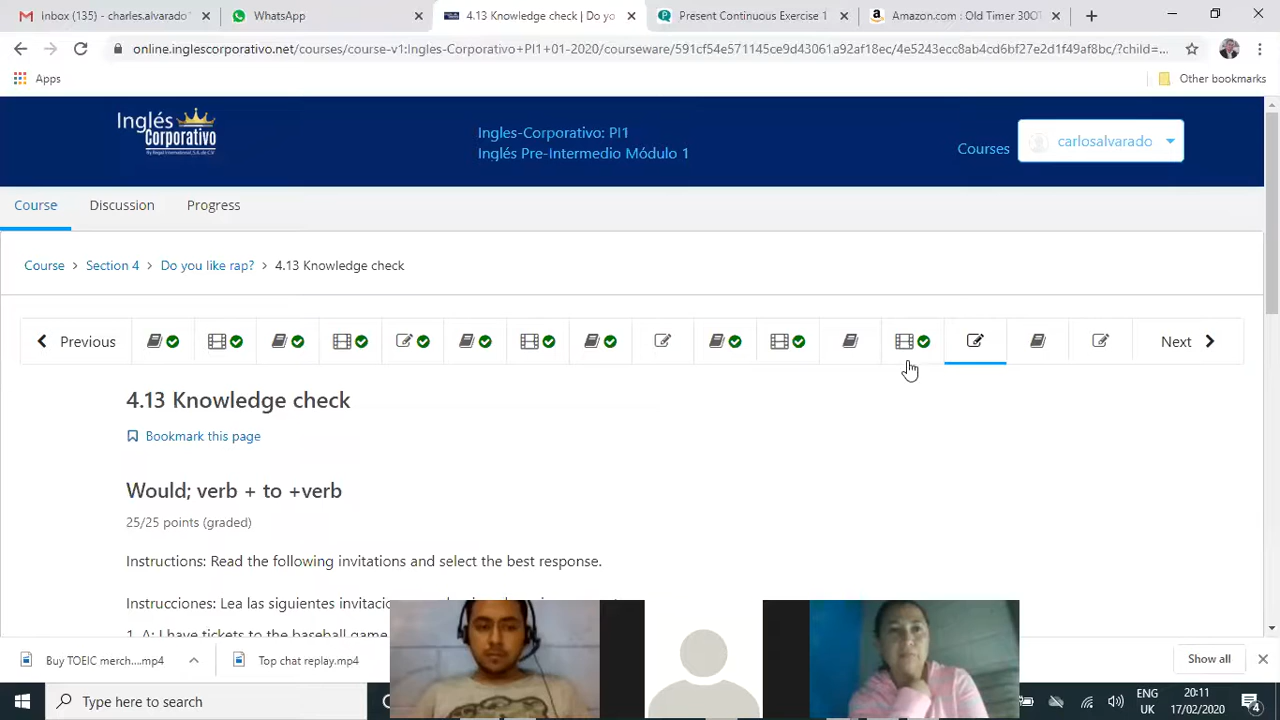 Inbox (135) - charles.alvarado
WhatsApp
4.13 Knowledge check | Do yo
Present Continuous Exercise 1
Amazon.com : Old Timer 30OT
online.inglescorporativo.net/courses/course-v1:Ingles-Corporativo+PI1+01-2020/courseware/591cf54e571145ce9d43061a92af18ec/4e5243ecc8ab4cd6bf27e2d1f49af8bc/?child=...
Apps
Other bookmarks
Inglés
Corporativo
Ingles-Corporativo: PI1
Inglés Pre-Intermedio Módulo 1
Courses
carlosalvarado
Course
Discussion
Progress
Course > Section 4 > Do you like rap? > 4.13 Knowledge check
Previous
Next
4.13 Knowledge check
Bookmark this page
Would; verb + to +verb
25/25 points (graded)
Instructions: Read the following invitations and select the best response.
Instrucciones: Lea las siguientes
1. A: I have tickets to the baseball game
Buy TOEIC merch....mp4
Top chat replay.mp4
Show all
Type here to search
ENG
UK
20:11
17/02/2020
4